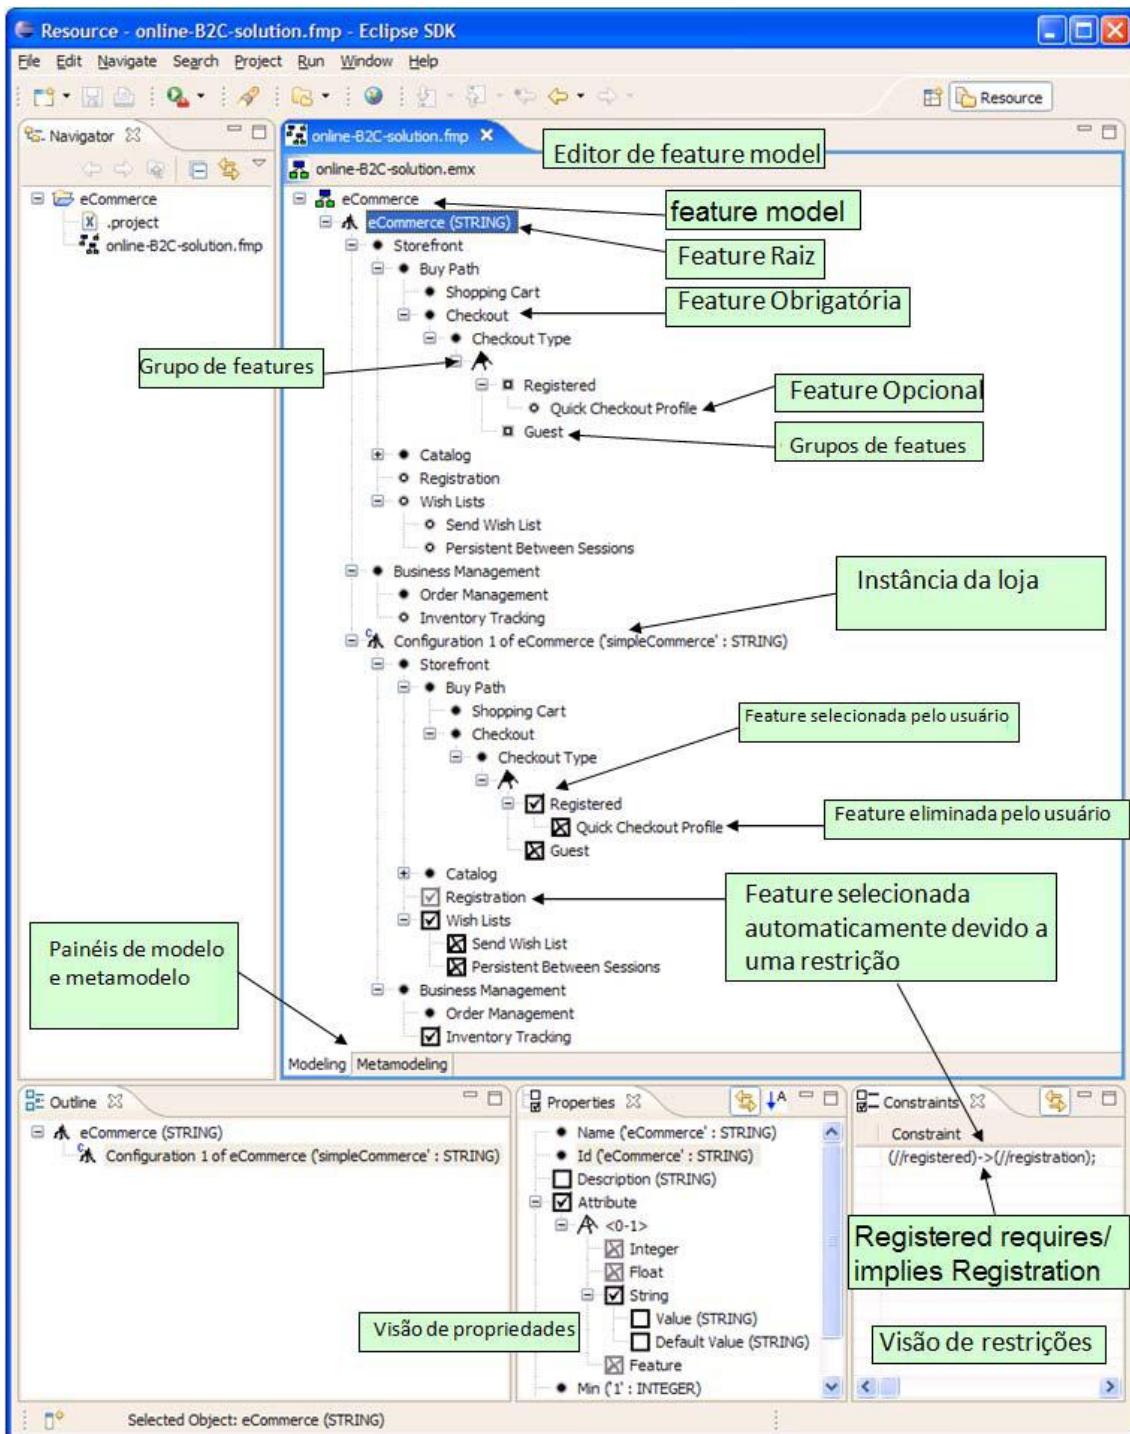 Resource - online-B2C-solution.fmp - Eclipse SDK
File Edit Navigate Search Project Run Window Help
Resource
Navigator
online-B2C-solution.fmp
Editor de feature model
online-B2C-solution.emx
eCommerce
.project
online-B2C-solution.fmp
eCommerce
feature model
eCommerce (STRING)
Feature Raiz
Storefront
Buy Path
Shopping Cart
Feature Obrigatória
Checkout
Checkout Type
Grupo de features
Registered
Feature Opcional
Quick Checkout Profile
Guest
Grupos de featues
Catalog
Registration
Wish Lists
Send Wish List
Persistent Between Sessions
Business Management
Instância da loja
Order Management
Inventory Tracking
Configuration 1 of eCommerce ('simpleCommerce' : STRING)
Storefront
Buy Path
Shopping Cart
Feature selecionada pelo usuário
Checkout
Checkout Type
Registered
Quick Checkout Profile
Feature eliminada pelo usuário
Guest
Catalog
Registration
Feature selecionada
automaticamente devido a
uma restrição
Wish Lists
Send Wish List
Persistent Between Sessions
Painéis de modelo
e metamodelo
Business Management
Order Management
Inventory Tracking
Modeling Metamodeling
Outline
eCommerce (STRING)
Configuration 1 of eCommerce ('simpleCommerce' : STRING)
Properties
Name ('eCommerce' : STRING)
Id ('eCommerce' : STRING)
Description (STRING)
Attribute
<0-1>
Integer
Float
String
Value (STRING)
Default Value (STRING)
Feature
Min ('1' : INTEGER)
Visão de propriedades
Constraints
Constraint
(//registered)->(//registration);
Registered requires/
implies Registration
Visão de restrições
Selected Object: eCommerce (STRING)